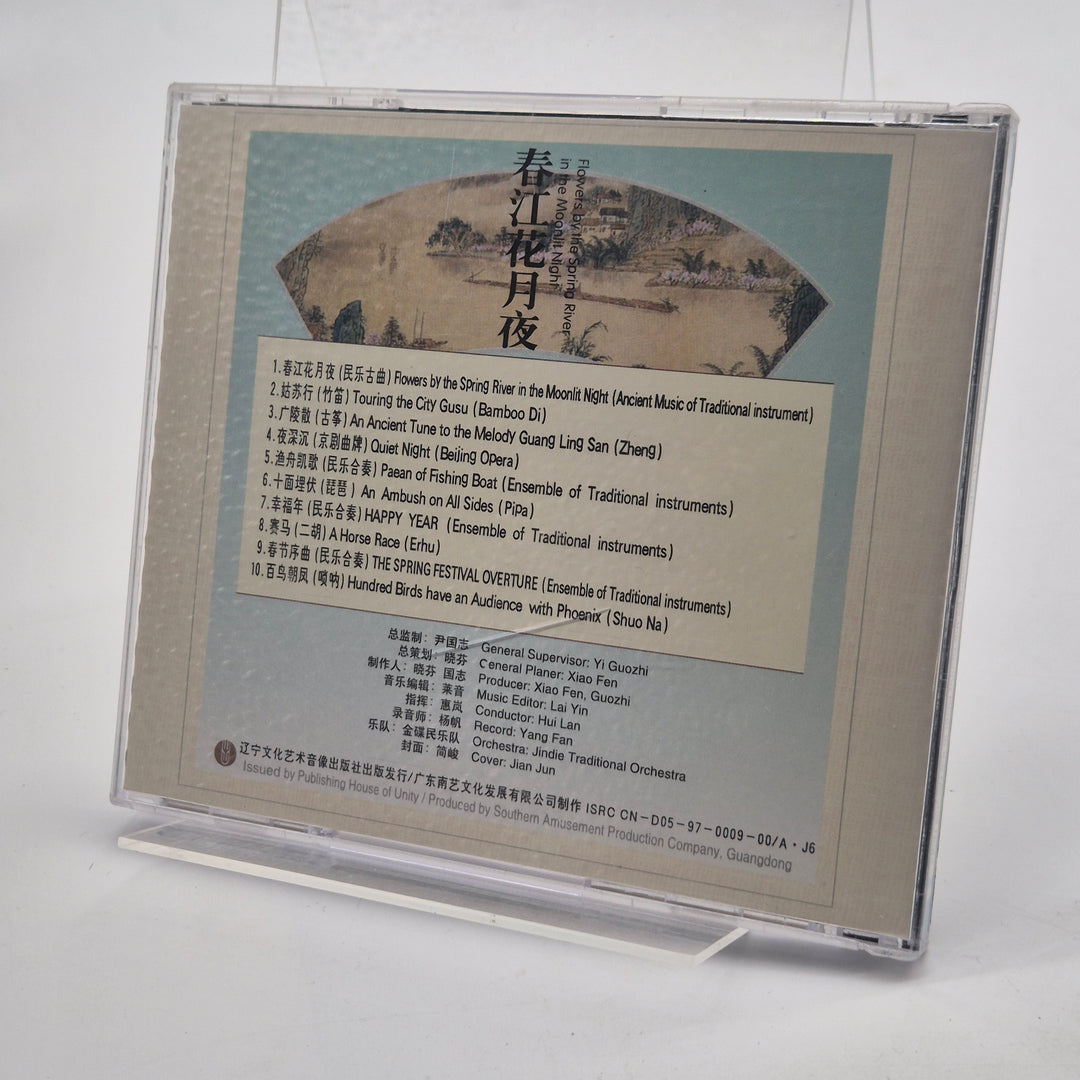 春江花月夜
Flowers by the Spring River
in the Moonlit Night
1.春江花月夜 (民乐古曲) Flowers by the Spring River in the Moonlit Night (Ancient Music of Traditional instrument)
2.姑苏行 (竹笛) Touring the City Gusu (Bamboo Di)
3.广陵散 (古筝) An Ancient Tune to the Melody Guang Ling San (Zheng)
4.夜深沉 (京剧曲牌) Quiet Night (Beijing Opera)
5.渔舟凯歌 (民乐合奏) Paean of Fishing Boat (Ensemble of Traditional instruments)
6.十面埋伏 (琵琶) An Ambush on All Sides (Pipa)
7.幸福年 (民乐合奏) HAPPY YEAR (Ensemble of Traditional instruments)
8.赛马 (二胡) A Horse Race (Erhu)
9.春节序曲 (民乐合奏) THE SPRING FESTIVAL OVERTURE (Ensemble of Traditional instruments)
10.百鸟朝凤 (唢呐) Hundred Birds have an Audience with Phoenix (Shuo Na)
总监制：尹国志 General Supervisor: Yi Guozhi
总策划：晓芬 Ceneral Planer: Xiao Fen
制作人：晓芬 国志 Producer: Xiao Fen, Guozhi
音乐编辑：莱音 Music Editor: Lai Yin
指挥：惠岚 Conductor: Hui Lan
录音师：杨帆 Record: Yang Fan
乐队：金碟民乐队 Orchestra: Jindie Traditional Orchestra
封面：简峻 Cover: Jian Jun
辽宁文化艺术音像出版社出版发行/广东南艺文化发展有限公司制作 ISRC CN-D05-97-0009-00/A·J6
Issued by Publishing House of Unity / Produced by Southern Amusement Production Company, Guangdong